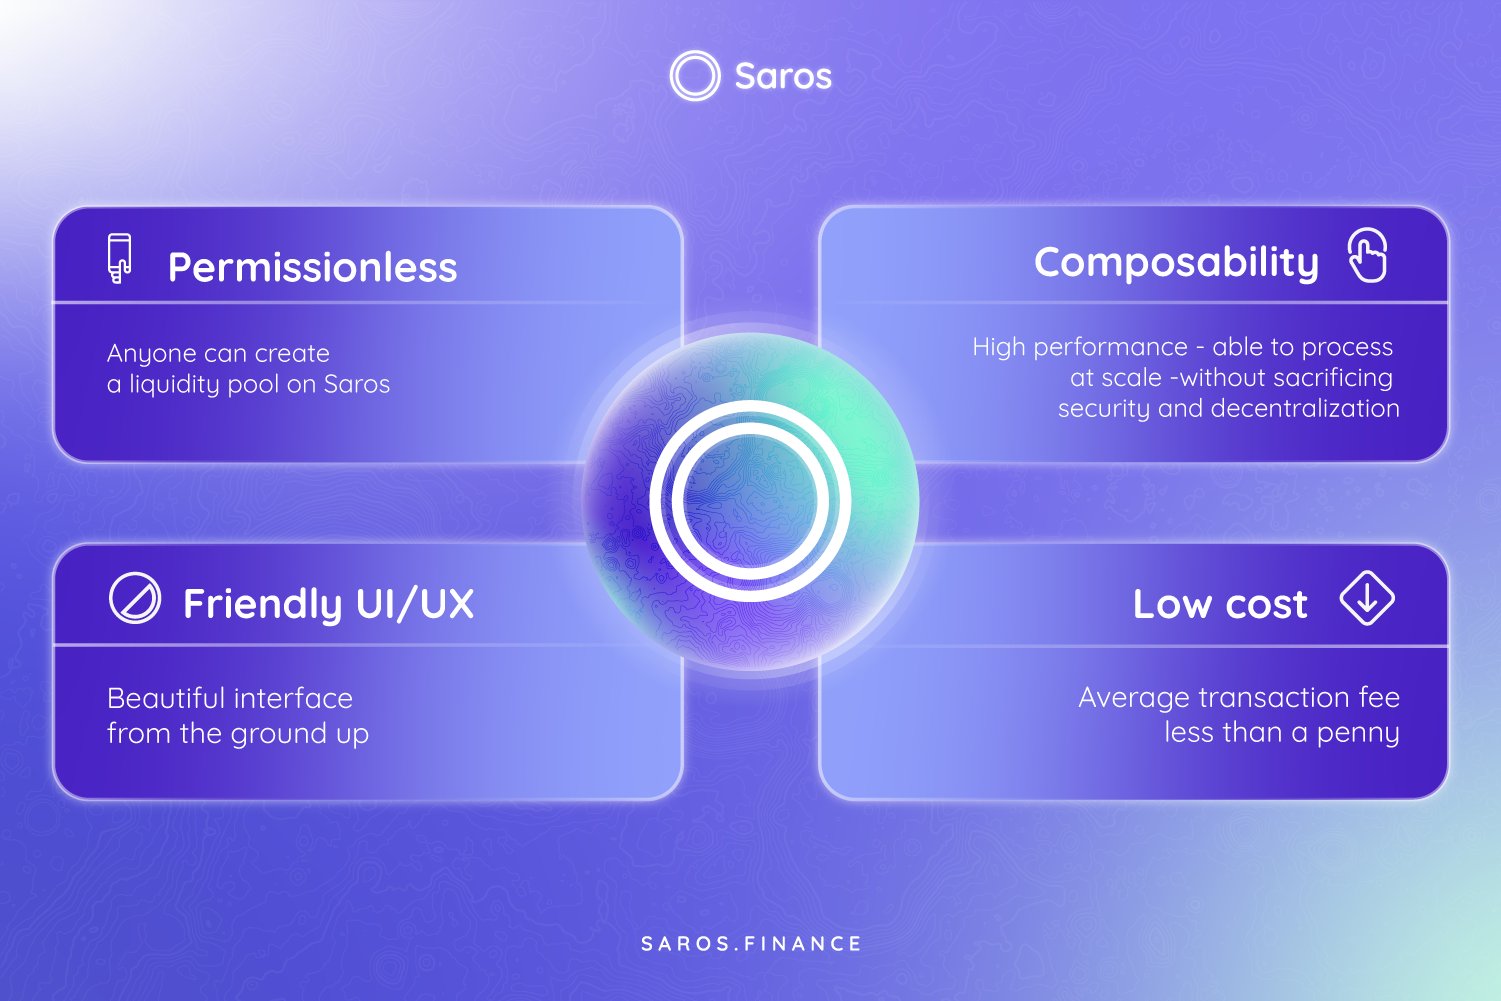 Saros
Permissionless
Anyone can create
a liquidity pool on Saros
Composability
High performance - able to process
at scale -without sacrificing
security and decentralization
Friendly UI/UX
Beautiful interface
from the ground up
Low cost
Average transaction fee
less than a penny
SAROS.FINANCE